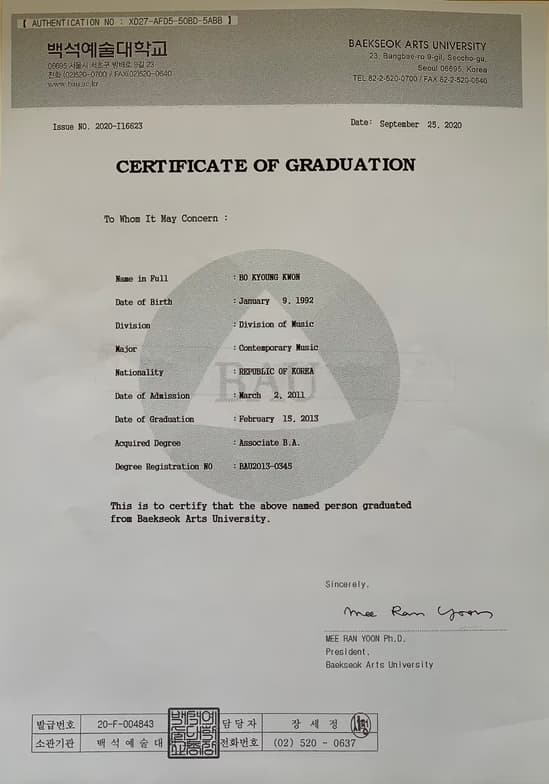 [ AUTHENTICATION NO : XD27-AFD5-50BD-5ABB ]
백석예술대학교
06695 서울시 서초구 방배로 9길 23
전화 (02)520-0700 / FAX(02)520-0640
www.bau.ac.kr
BAEKSEOK ARTS UNIVERSITY
23, Bangbae-ro 9-gil, Seocho-gu,
Seoul 06695, Korea
TEL 82-2-520-0700 / FAX 82-2-520-0640
Issue NO. 2020-I16623
Date: September 25, 2020
CERTIFICATE OF GRADUATION
To Whom It May Concern :
Name in Full : BO KYOUNG KWON
Date of Birth : January 9, 1992
Division : Division of Music
Major : Contemporary Music
Nationality : REPUBLIC OF KOREA
BAU
Date of Admission : March 2, 2011
Date of Graduation : February 15, 2013
Acquired Degree : Associate B.A.
Degree Registration NO : BAU2013-0345
This is to certify that the above named person graduated
from Baekseok Arts University.
Sincerely,
Mee Ran Yoon
MEE RAN YOON Ph.D.
President,
Baekseok Arts University
발급번호 20-F-004843 담당자 장세정
소관기관 백석예술대 전화번호 (02) 520 - 0637